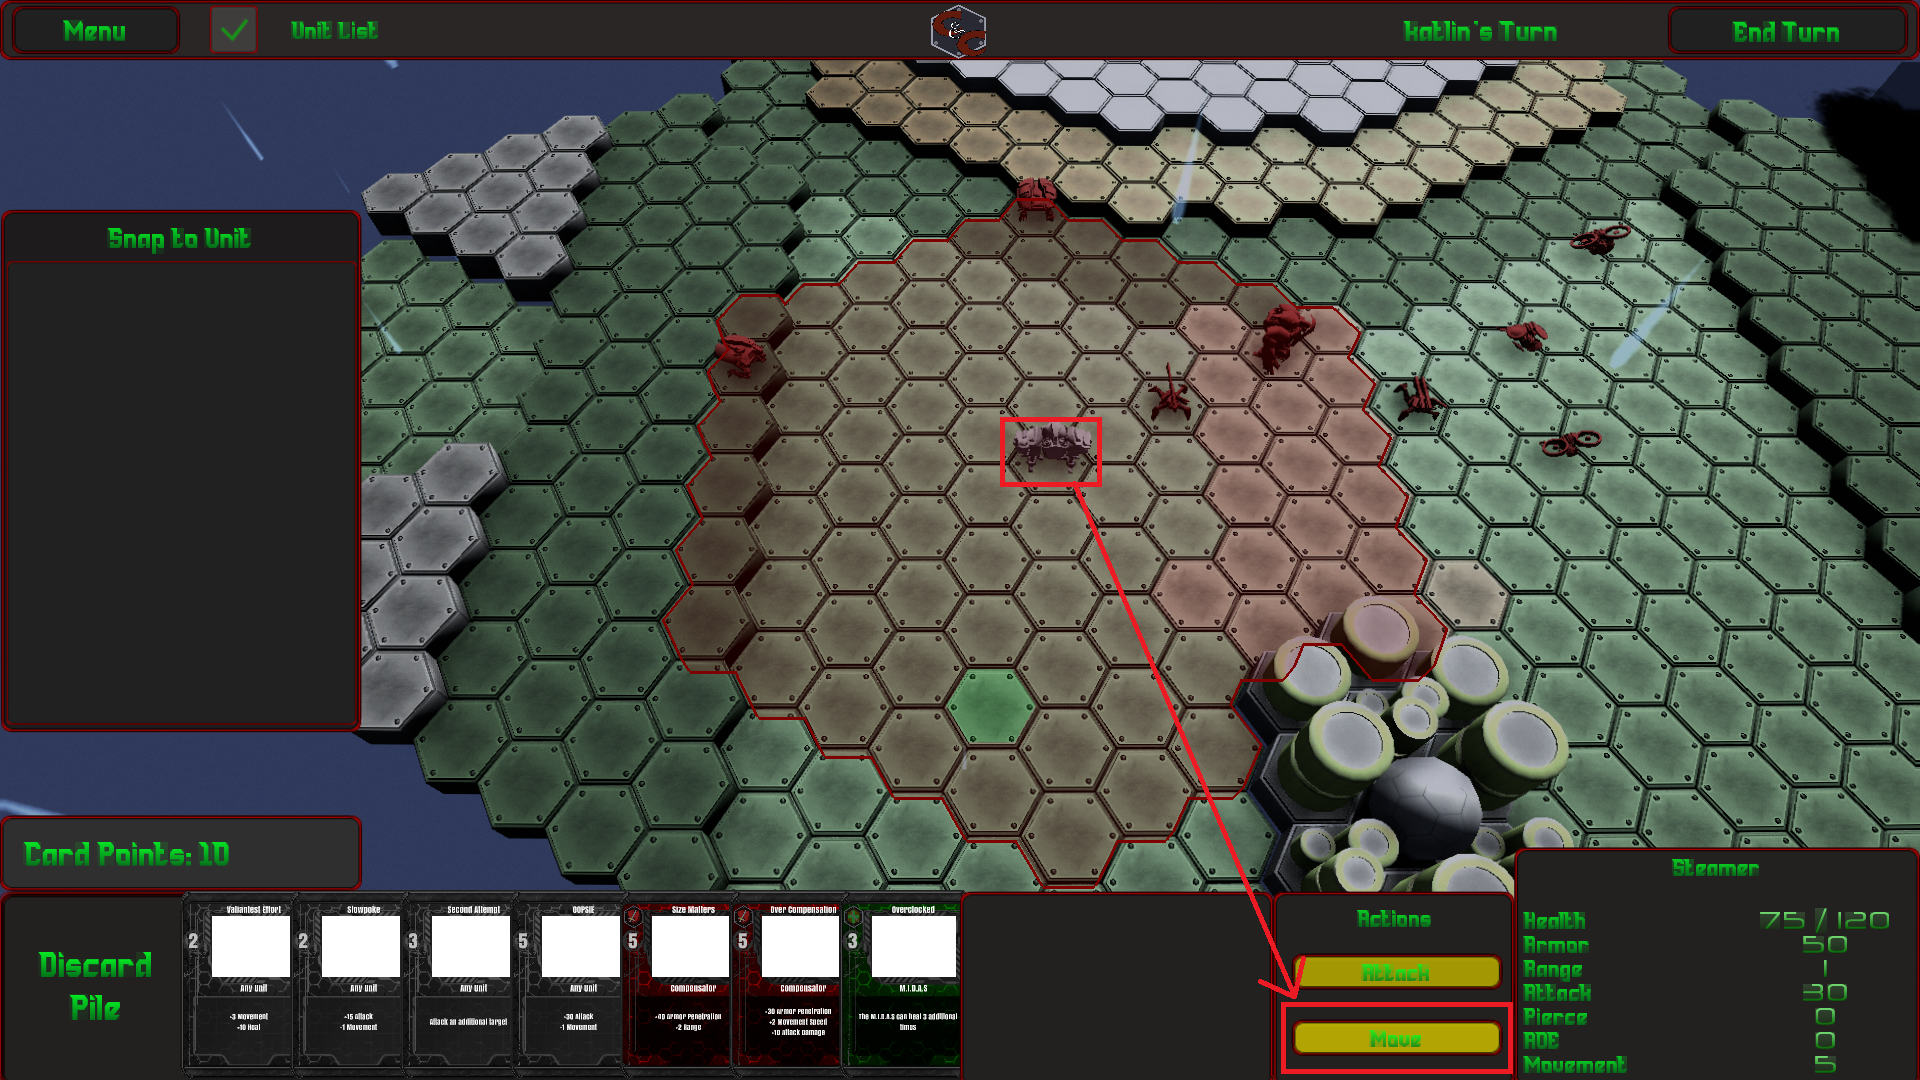 Menu
Unit List
C&C
Katlin's Turn
End Turn
Snap to Unit
Card Points: 10
Discard
Pile
2
Valiantest Effort
Any Unit
+3 Movement
+10 Heal
2
Slowpoke
Any Unit
+15 Attack
-1 Movement
3
Second Attempt
Any Unit
Attack an additional target
5
OOPSIE
Any Unit
+30 Attack
-1 Movement
5
Size Matters
Compensator
+40 Armor Penetration
+2 Range
5
Over Compensation
Compensator
+30 Armor Penetration
+2 Movement Speed
+10 Attack Damage
3
Overclocked
M.I.D.A.S
The M.I.D.A.S can heal 3 additional
times
Actions
Attack
Move
Steamer
Health 75/120
Armor 50
Range 1
Attack 30
Pierce 0
AOE 0
Movement 5